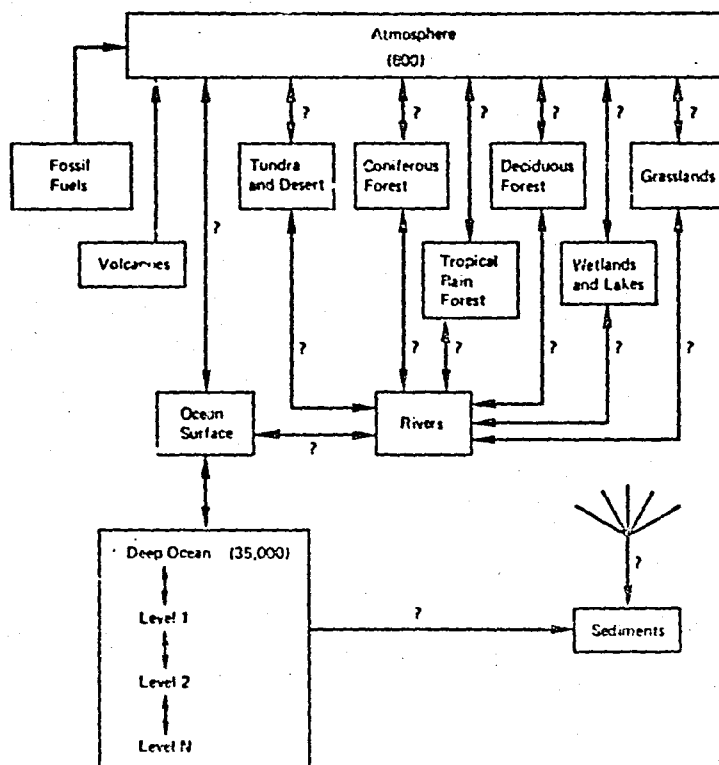 Atmosphere
(800)
?
?
?
?
?
?
Fossil
Fuels
Tundra
and Desert
Coniferous
Forest
Deciduous
Forest
Grasslands
?
Volcanoes
Tropical
Rain
Forest
Wetlands
and Lakes
?
?
?
?
?
?
Ocean
Surface
Rivers
?
Deep Ocean (35,000)
?
Level 1
?
Sediments
Level 2
Level N